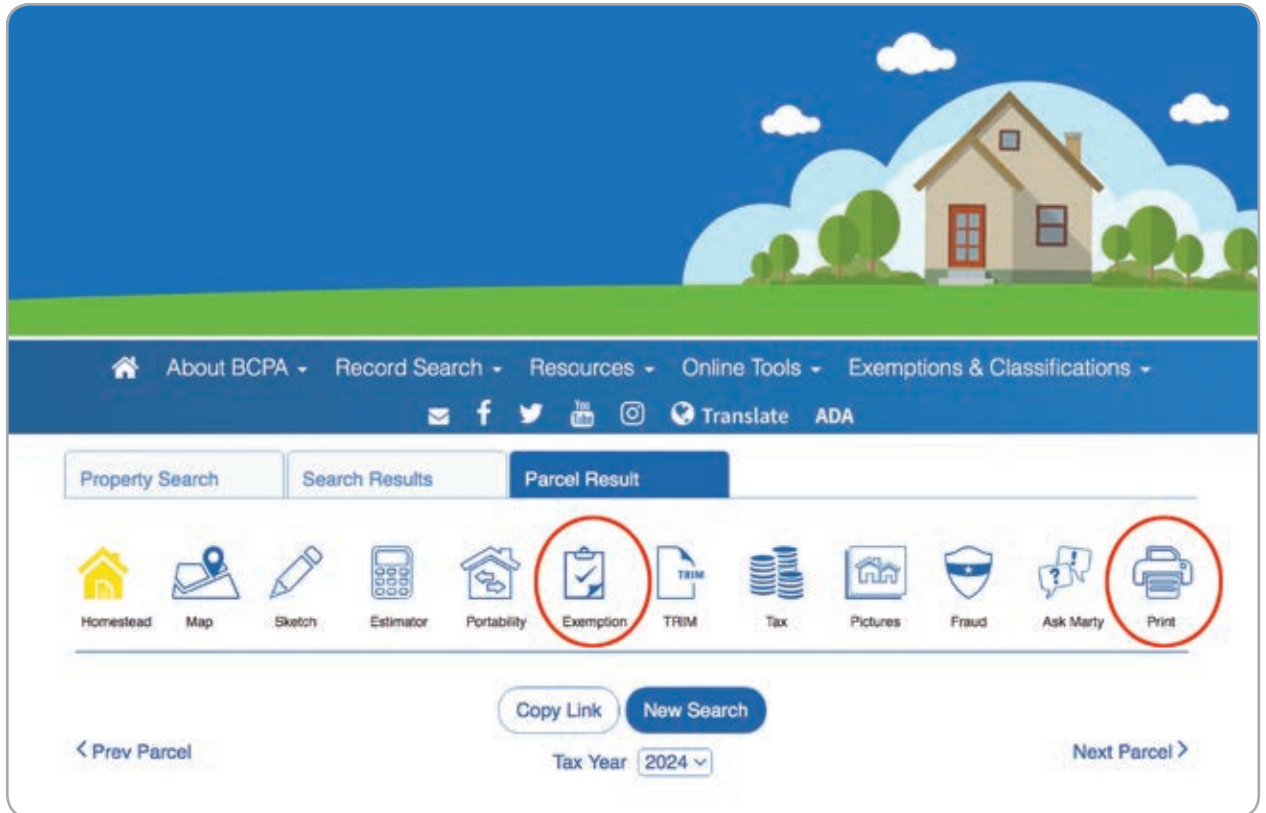 About BCPA Record Search Resources Online Tools Exemptions & Classifications
You Tube Translate ADA
Property Search Search Results Parcel Result
TRIM
Homestead Map Sketch Estimator Portability Exemption TRIM Tax Pictures Fraud Ask Marty Print
Copy Link New Search
< Prev Parcel Tax Year 2024 Next Parcel >